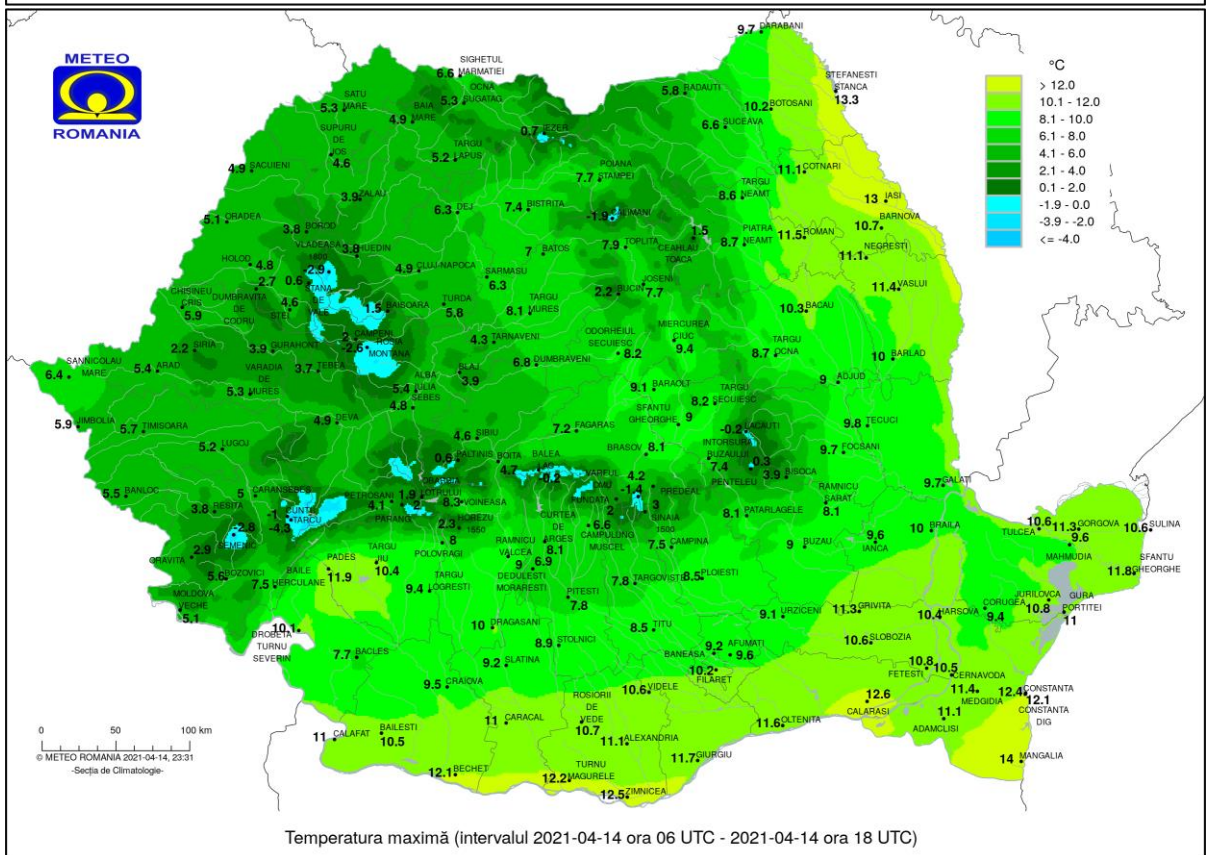 METEO
ROMANIA
°C
> 12.0
10.1 - 12.0
8.1 - 10.0
6.1 - 8.0
4.1 - 6.0
2.1 - 4.0
0.1 - 2.0
-1.9 - 0.0
-3.9 - -2.0
<= -4.0
9.7 DARABANI
STEFANESTI
STANCA
13.3
SIGHETUL
6.6 MARMATIEI
OCNA
5.3 SUGATAG
5.8 RADAUTI
10.2 BOTOSANI
SATU
5.3 MARE
BAIA
4.9 MARE
0.7 IEZER
6.6 SUCEAVA
SUPURU
DE
JOS
4.6
TARGU
5.2 LAPUS
POIANA
7.7 STAMPEI
11.1 COTNARI
4.9 SACUIENI
3.9 ZALAU
TARGU
8.6 NEAMT
13 IASI
5.1 ORADEA
6.3 DEJ
7.4 BISTRITA
BARNOVA
10.7
3.8 BOROD
VLADEASA
1800
-2.9
3.8 HUEDIN
7 BATOS
7.9 TOPLITA
1.5
CEAHLAU
TOACA
PIATRA
8.7 NEAMT
11.5 ROMAN
NEGRESTI
11.1
HOLOD
4.8
4.9 CLUJ-NAPOCA
SARMASU
6.3
JOSENI
7.7
2.2 BUCIN
11.4 VASLUI
CHISINEU
CRIS
5.9
DUMBRAVITA
DE
CODRU
2.7
0.6
STANA
DE
VALE
4.6
STEI
1.5 BAISOARA
TURDA
5.8
TARGU
8.1 MURES
10.3 BACAU
2.2 SIRIA
3.9 GURAHONT
2 CAMPENI
ROSIA
-2.6 MONTANA
4.3 TARNAVENI
ODORHEIUL
SECUIESC
8.2
MIERCUREA
CIUC
9.4
TARGU
8.7 OCNA
10 BARLAD
SANNICOLAU
MARE
6.4
5.4 ARAD
VARADIA
DE
5.3 MURES
3.7 TEBEA
ALBA
5.4 IULIA
SEBES
4.8
BLAJ
3.9
6.8 DUMBRAVENI
9.1 BARAOLT
TARGU
8.2 SECUIESC
9 ADJUD
5.9 JIMBOLIA
5.7 TIMISOARA
5.2 LUGOJ
4.9 DEVA
4.6 SIBIU
7.2 FAGARAS
SFANTU
GHEORGHE 9
BRASOV 8.1
-0.2 LACAUTI
INTORSURA
BUZAULUI
7.4
PENTELEU
3.9 BISOCA
9.8 TECUCI
9.7 FOCSANI
5.5 BANLOC
3.8 RESITA
5 CARANSEBES
CUNTU
-1
TARCU
-4.3
-2.8
SEMENIC
PETROSANI
4.1
PARANG
1.9
LOTRULUI
0.6 PALTINIS
BOITA
4.7
BALEA
-0.2
VARFUL
OMU
-1.4
FUNDATA
2
4.2
PREDEAL
3
SINAIA
1500
RAMNICU
SARAT
8.1
9.7 GALATI
8.3 VOINEASA
2.3 HOREZU
8
POLOVRAGI
CURTEA
DE
ARGES
8.1
6.6
CAMPULUNG
MUSCEL
7.5 CAMPINA
8.1 PATARLAGELE
9 BUZAU
9.6
IANCA
10 BRAILA
10.6
TULCEA
11.3 GORGOVA
9.6
MAHMUDIA
10.6 SULINA
SFANTU
11.8 GHEORGHE
2.9
ORAVITA
5.6 BOZOVICI
BAILE
7.5 HERCULANE
PADES
11.9
TARGU
JIU
10.4
TARGU
9.4 LOGRESTI
RAMNICU
VALCEA
9
6.9
DEDULESTI
MORARESTI
PITESTI
7.8
7.8 TARGOVISTE
8.5 PLOIESTI
MOLDOVA
VECHE
5.1
JURILOVCA
10.8
GURA
PORTITEI
11
CORUGEA
9.4
10.4 HARSOVA
11.3 GRIVITA
9.1 URZICENI
10.1
DROBETA
TURNU
SEVERIN
10 DRAGASANI
8.9 STOLNICI
8.5 TITU
10.6 SLOBOZIA
7.7 BACLES
9.2 SLATINA
9.2 AFUMATI
BANEASA 9.6
10.2
FILARET
10.8
FETESTI
10.5
CERNAVODA
9.5 CRAIOVA
10.6 VIDELE
12.6
CALARASI
11.4
MEDGIDIA
12.4 CONSTANTA
12.1
CONSTANTA
DIG
11 CARACAL
ROSIORII
DE
VEDE
10.7
11.6 OLTENITA
11.1
ADAMCLISI
11 CALAFAT
BAILESTI
10.5
11.1 ALEXANDRIA
11.7 GIURGIU
14 MANGALIA
12.1 BECHET
TURNU
12.2 MAGURELE
12.5 ZIMNICEA
0 50 100 km
© METEO ROMANIA 2021-04-14, 23:31
-Secția de Climatologie-
Temperatura maximă (intervalul 2021-04-14 ora 06 UTC - 2021-04-14 ora 18 UTC)